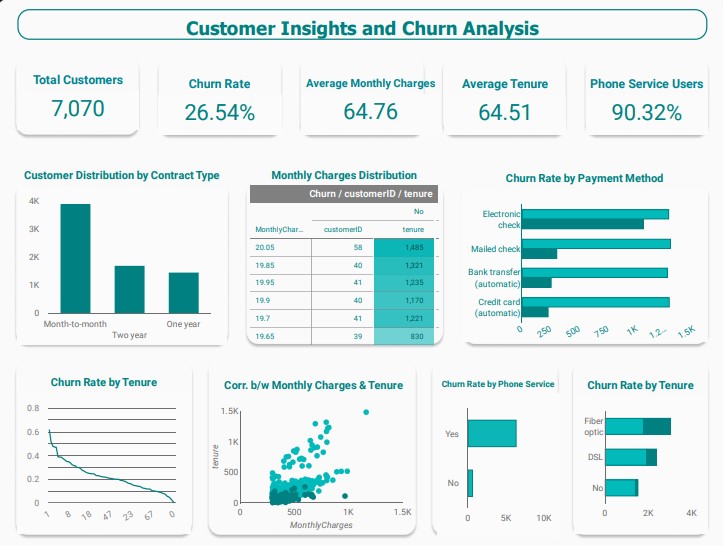 Customer Insights and Churn Analysis
Total Customers
7,070
Churn Rate
26.54%
Average Monthly Charges
64.76
Average Tenure
64.51
Phone Service Users
90.32%
Customer Distribution by Contract Type
4K
3K
2K
1K
0
Month-to-month
Two year
One year
Monthly Charges Distribution
Churn / customerID / tenure
No
MonthlyChar... customerID tenure
20.05 58 1,485
19.85 40 1,321
19.95 41 1,235
19.9 40 1,170
19.7 41 1,221
19.65 39 830
Churn Rate by Payment Method
Electronic
check
Mailed check
Bank transfer
(automatic)
Credit card
(automatic)
0 250 500 750 1K 1.2... 1.5K
Churn Rate by Tenure
0.8
0.6
0.4
0.2
0
1 8 18 47 23 67 0
Corr. b/w Monthly Charges & Tenure
tenure
1.5K
1K
500
0
0 500 1K 1.5K
MonthlyCharges
Churn Rate by Phone Service
Yes
No
0 5K 10K
Churn Rate by Tenure
Fiber
optic
DSL
No
0 2K 4K